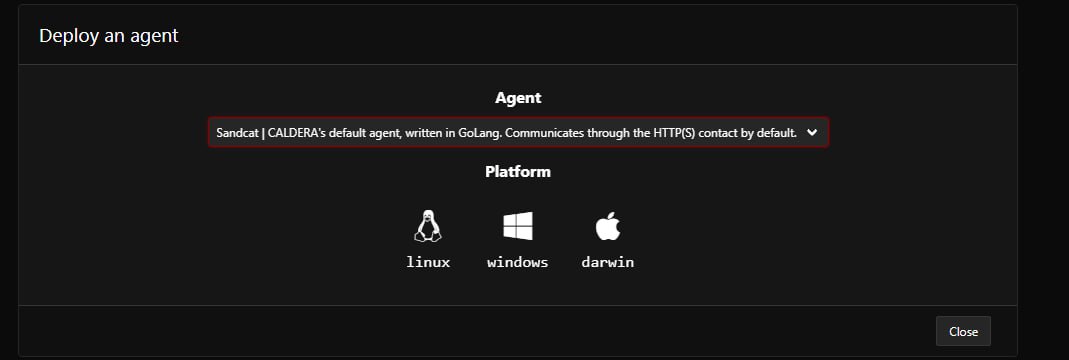 Deploy an agent
Agent
Sandcat | CALDERA's default agent, written in GoLang. Communicates through the HTTP(S) contact by default.
Platform
linux windows darwin
Close